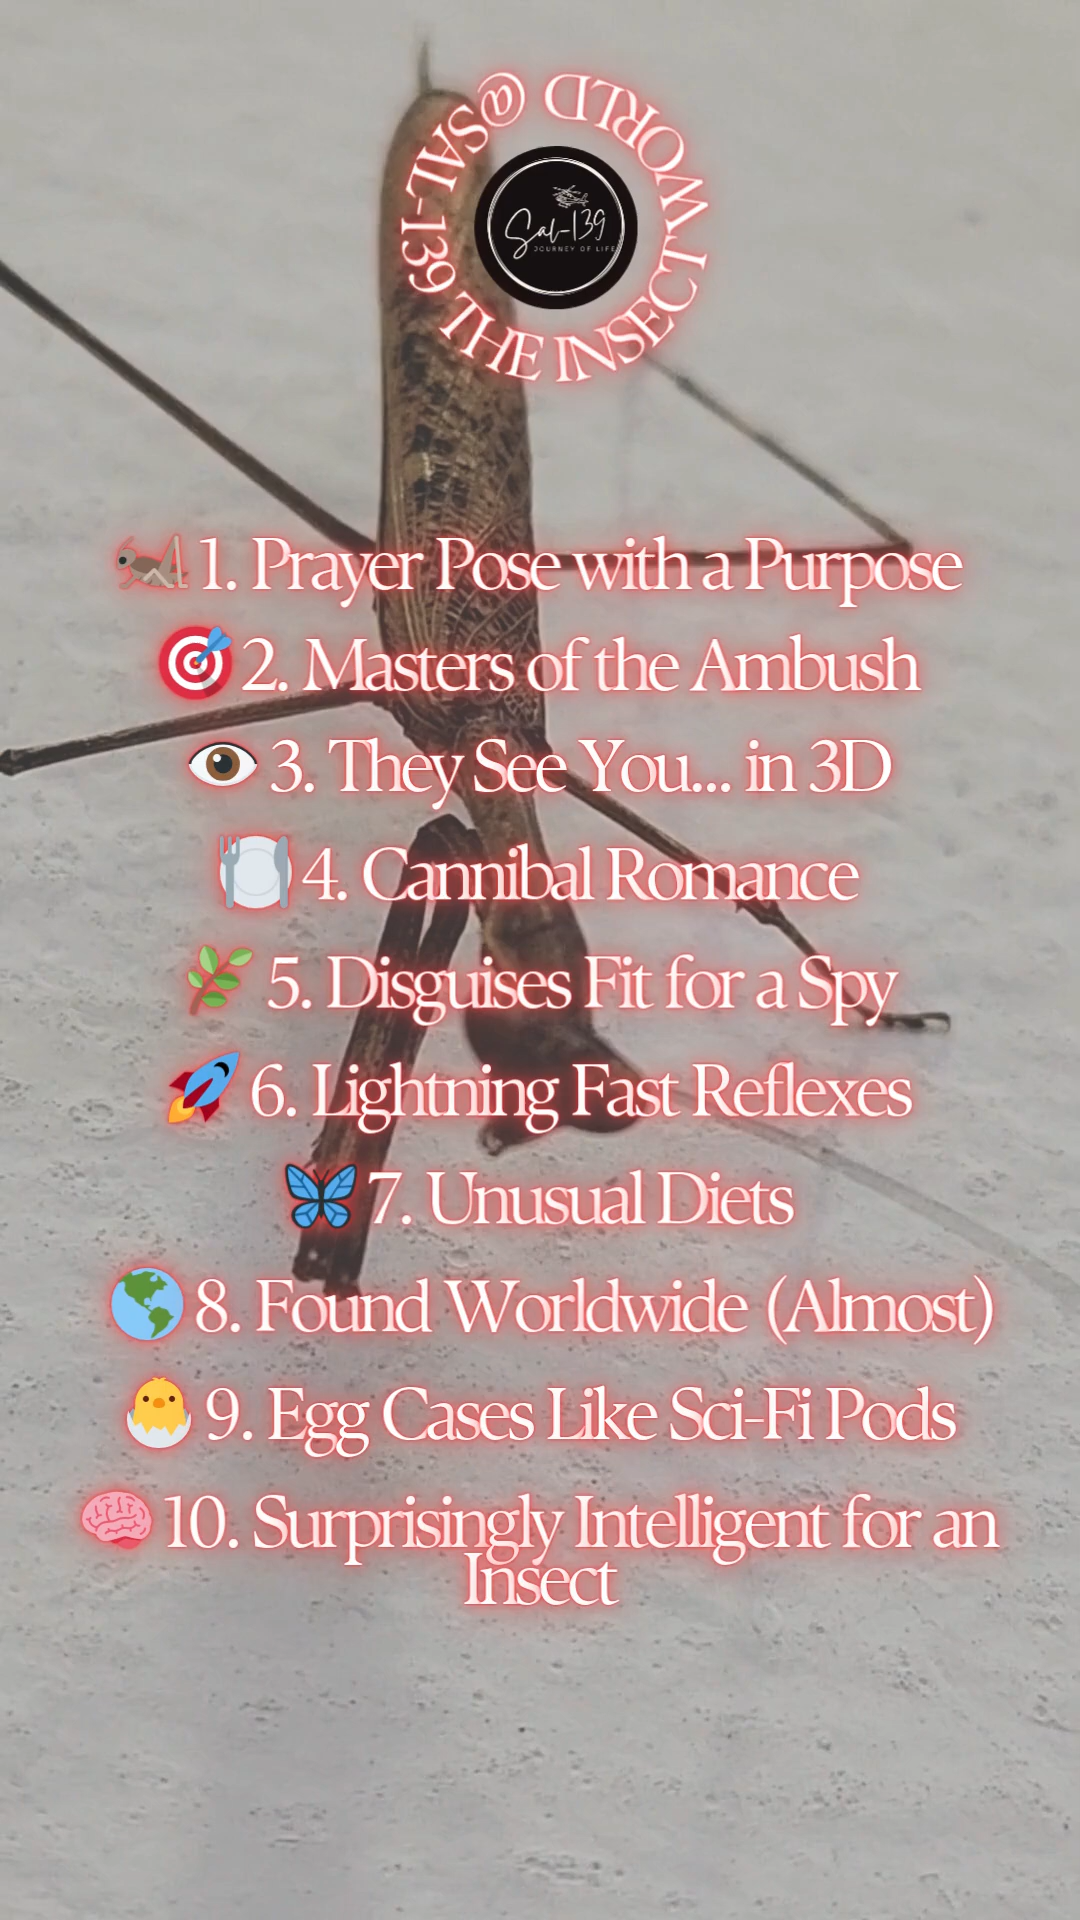 @SAL-139 THE INSECT WORLD
Sal-139
JOURNEY OF LIFE
🦗 1. Prayer Pose with a Purpose
🎯 2. Masters of the Ambush
👁️ 3. They See You... in 3D
🍽️ 4. Cannibal Romance
🌿 5. Disguises Fit for a Spy
🚀 6. Lightning Fast Reflexes
🦋 7. Unusual Diets
🌎 8. Found Worldwide (Almost)
🐣 9. Egg Cases Like Sci-Fi Pods
🧠 10. Surprisingly Intelligent for an
Insect